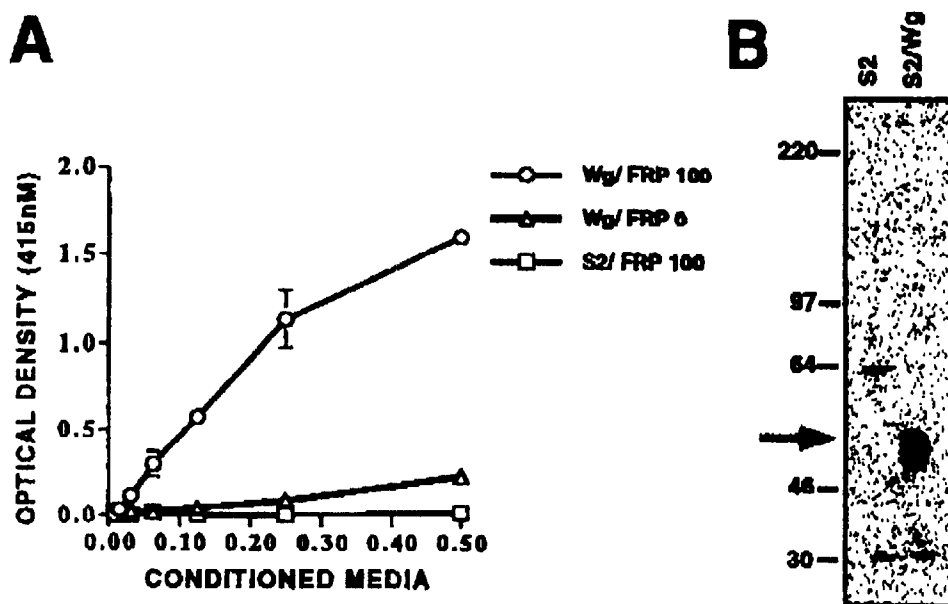 A
OPTICAL DENSITY (415nM)
2.0
1.5
1.0
0.5
0.0
0.00 0.10 0.20 0.30 0.40 0.50
CONDITIONED MEDIA
Wg/ FRP 100
Wg/ FRP 0
S2/ FRP 100
B
S2
S2/Wg
220
97
64
46
30